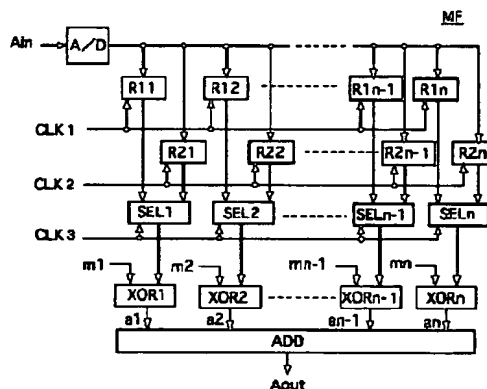 MF
Ain A/D
R11 R12 R1n-1 R1n
CLK 1
R21 R22 R2n-1 R2n
CLK 2
SEL1 SEL2 SELn-1 SELn
CLK 3
m1 m2 mn-1 mn
XOR1 XOR2 XORn-1 XORn
a1 a2 an-1 an
ADD
Aout